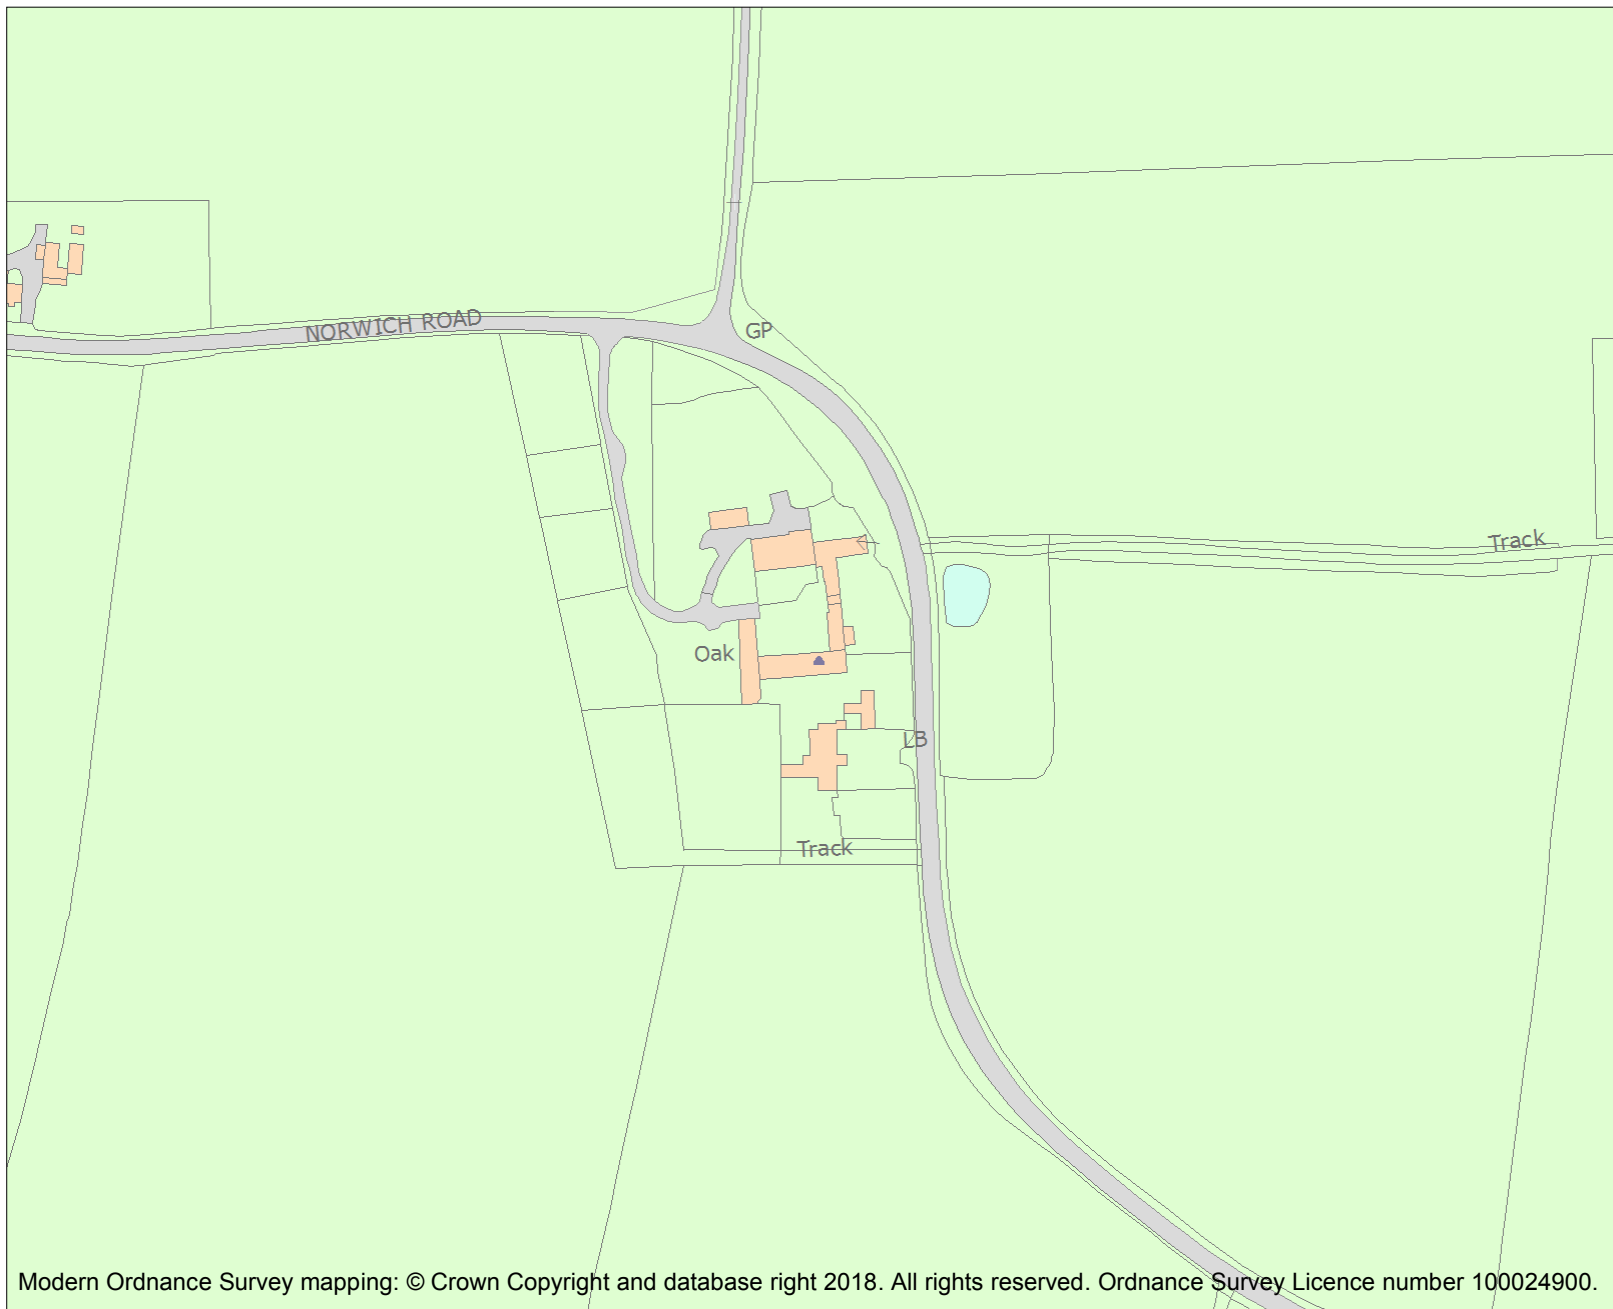 NORWICH ROAD
GP
Track
Oak
LB
Track
Modern Ordnance Survey mapping: © Crown Copyright and database right 2018. All rights reserved. Ordnance Survey Licence number 100024900.